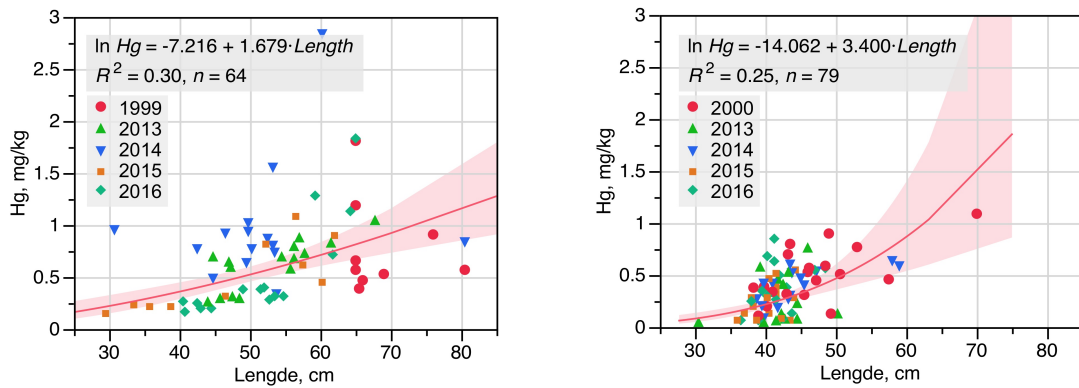 3
2.5
2
1.5
1
0.5
0
Hg, mg/kg
ln Hg = -7.216 + 1.679·Length
R² = 0.30, n = 64
1999
2013
2014
2015
2016
30 40 50 60 70 80
Lengde, cm
3
2.5
2
1.5
1
0.5
0
Hg, mg/kg
ln Hg = -14.062 + 3.400·Length
R² = 0.25, n = 79
2000
2013
2014
2015
2016
30 40 50 60 70 80
Lengde, cm